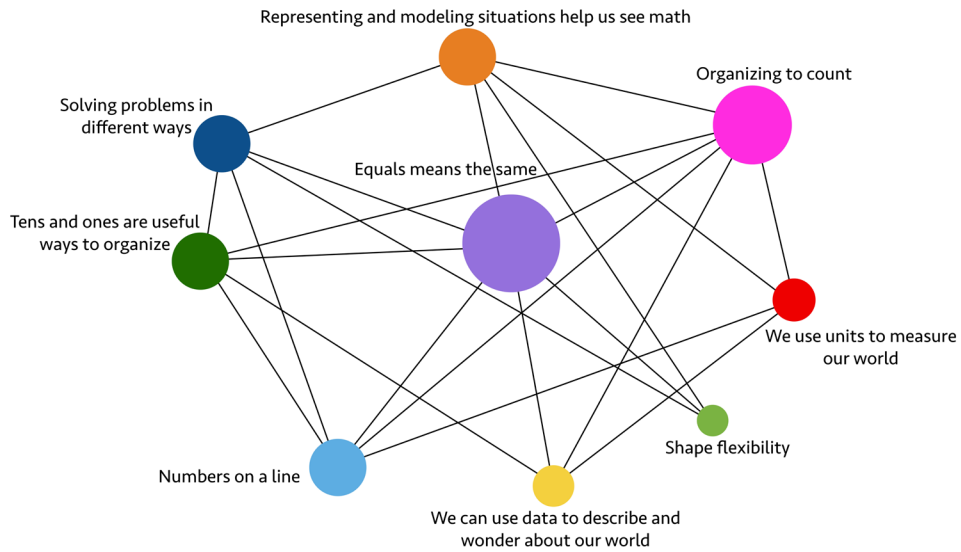 Representing and modeling situations help us see math
Organizing to count
Solving problems in
different ways
Equals means the same
Tens and ones are useful
ways to organize
We use units to measure
our world
Shape flexibility
Numbers on a line
We can use data to describe and
wonder about our world